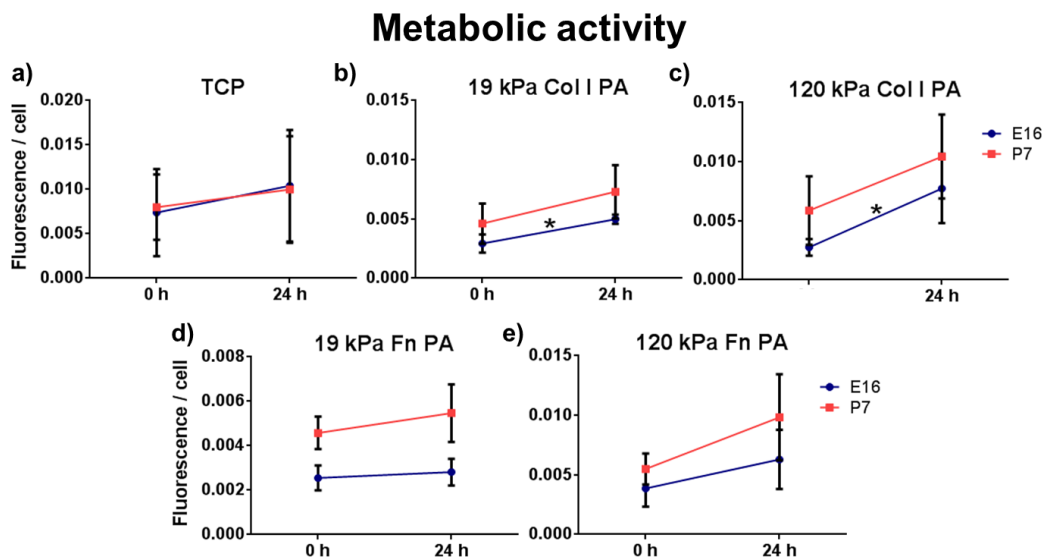 Metabolic activity
a)
TCP
Fluorescence / cell
0.020
0.015
0.010
0.005
0.000
0 h 24 h
b)
19 kPa Col I PA
0.015
0.010
0.005
0.000
*
0 h 24 h
c)
120 kPa Col I PA
0.015
0.010
0.005
0.000
*
24 h
E16
P7
d)
19 kPa Fn PA
Fluorescence / cell
0.008
0.006
0.004
0.002
0.000
0 h 24 h
e)
120 kPa Fn PA
0.015
0.010
0.005
0.000
0 h 24 h
E16
P7